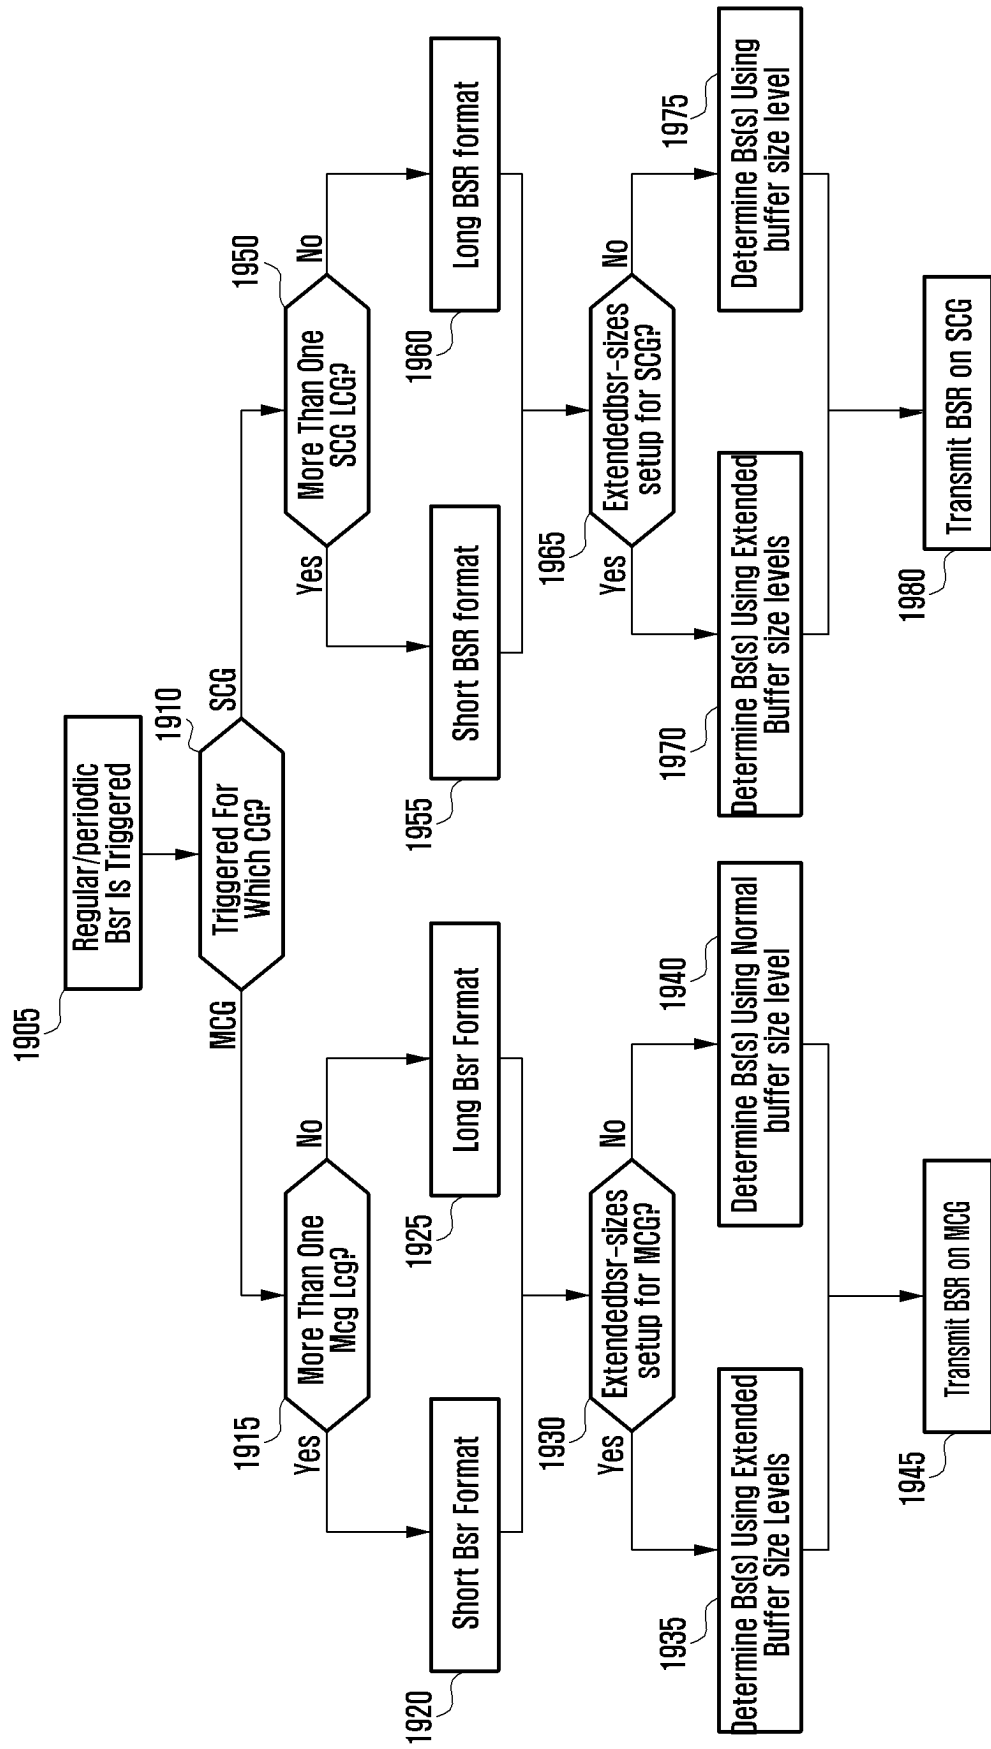 1905
Regular/periodic
Bsr Is Triggered
1910
Triggered For
Which CG?
MCG
SCG
1915
More Than One
Mcg Lcg?
Yes
No
1950
More Than One
SCG LCG?
Yes
No
1920
Short Bsr Format
1925
Long Bsr Format
1955
Short BSR format
1960
Long BSR format
1930
Extendedbsr-sizes
setup for MCG?
Yes
No
1965
Extendedbsr-sizes
setup for SCG?
Yes
No
1935
Determine Bs(s) Using Extended
Buffer Size Levels
1940
Determine Bs(s) Using Normal
buffer size level
1970
Determine Bs(s) Using Extended
Buffer size levels
1975
Determine Bs(s) Using
buffer size level
1945
Transmit BSR on MCG
1980
Transmit BSR on SCG